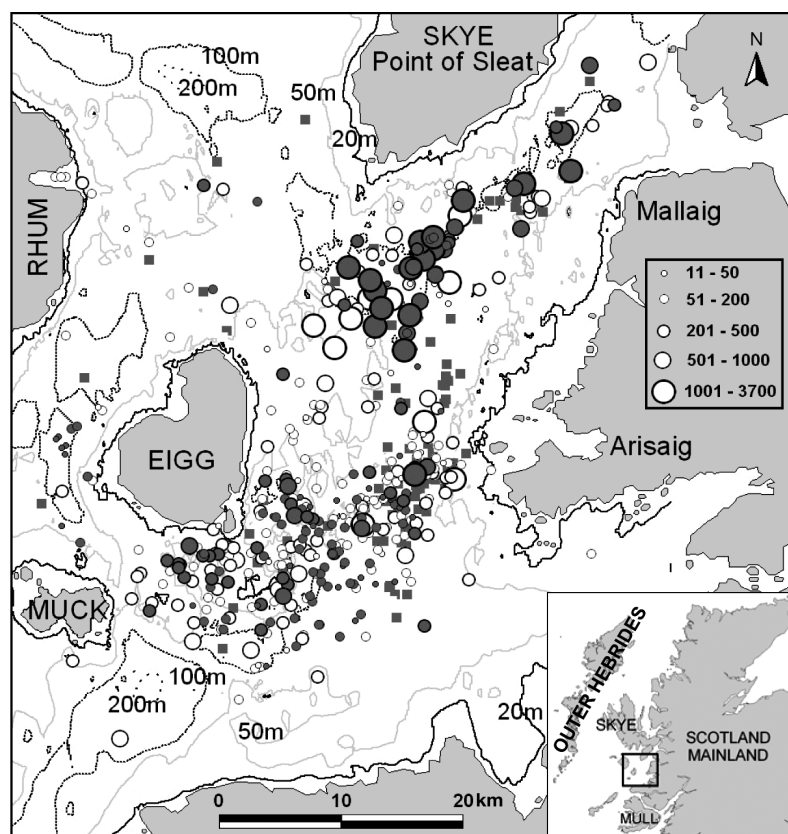 SKYE
Point of Sleat
N
100m
200m
50m
20m
RHUM
Mallaig
11 - 50
51 - 200
201 - 500
501 - 1000
1001 - 3700
EIGG
Arisaig
MUCK
100m
200m
50m
20m
0 10 20 km
OUTER HEBRIDES
SKYE
SCOTLAND
MAINLAND
MULL